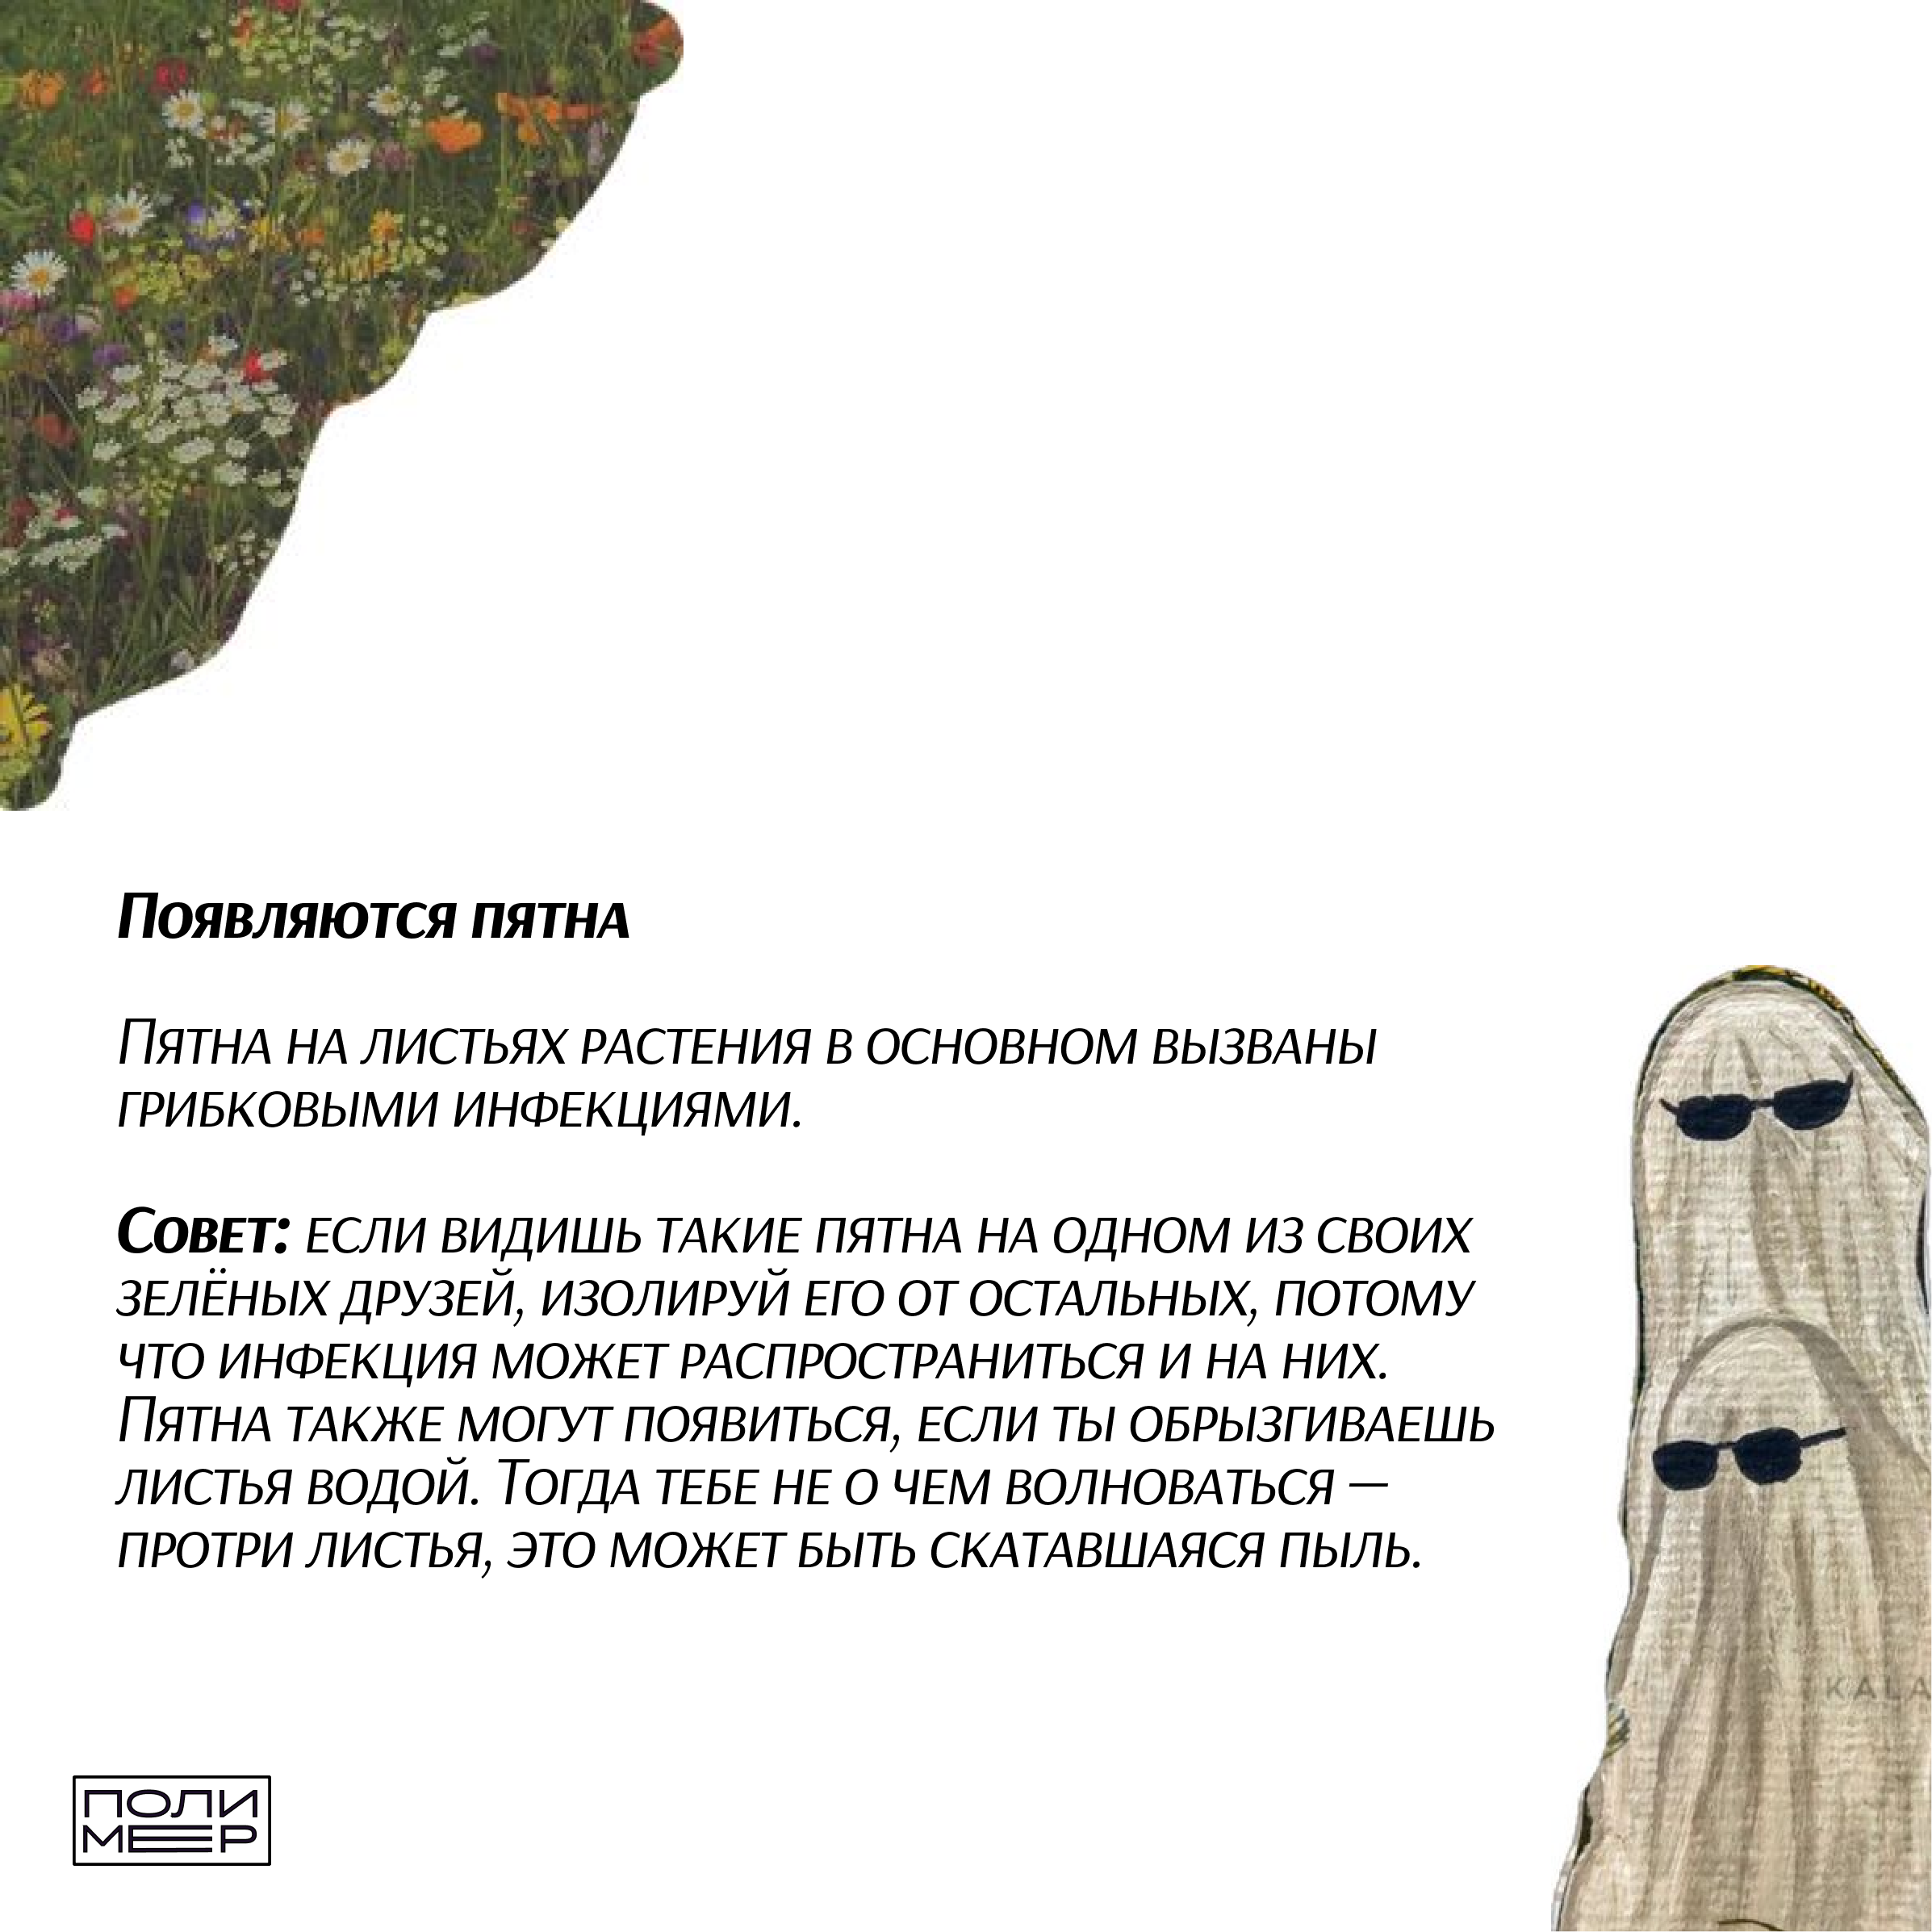 Появляются пятна
Пятна на листьях растения в основном вызваны
грибковыми инфекциями.
Совет: если видишь такие пятна на одном из своих
зелёных друзей, изолируй его от остальных, потому
что инфекция может распространиться и на них.
Пятна также могут появиться, если ты обрызгиваешь
листья водой. Тогда тебе не о чем волноваться —
протри листья, это может быть скатавшаяся пыль.
KALA
ПОЛИ
МЕР